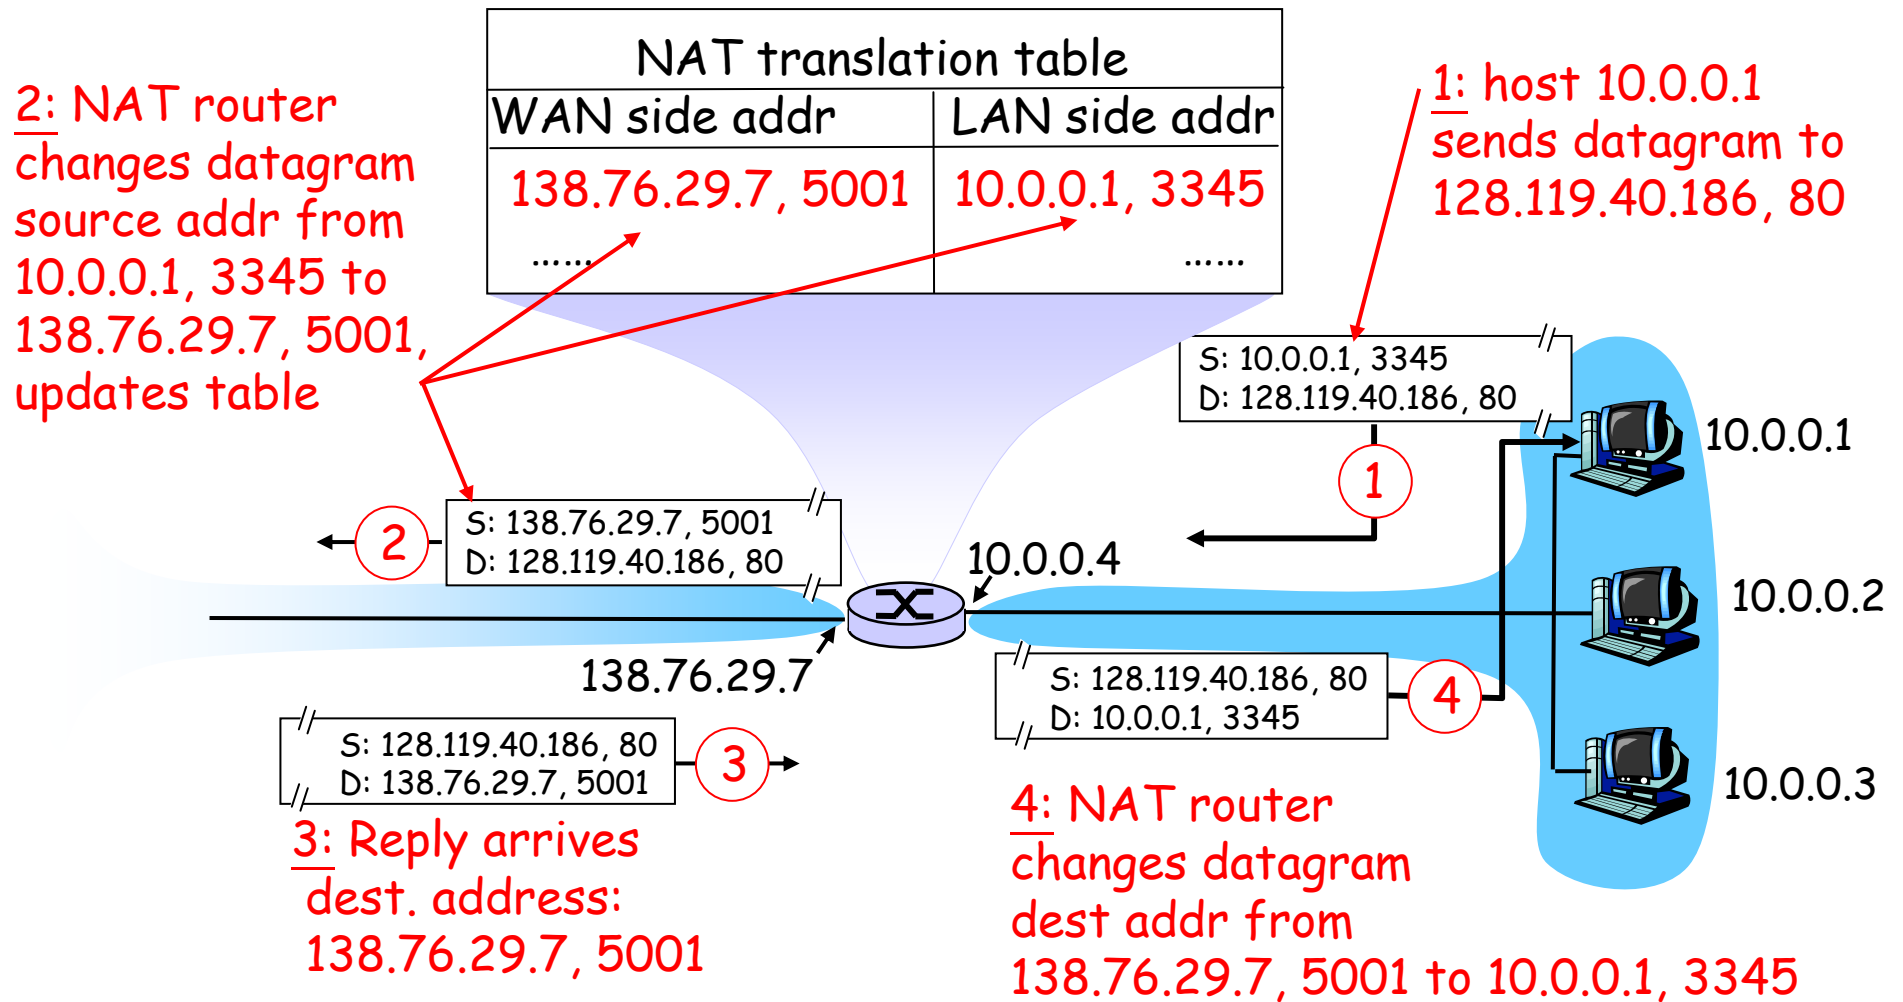 NAT translation table
WAN side addr
LAN side addr
138.76.29.7, 5001
10.0.0.1, 3345
......
......
2: NAT router
changes datagram
source addr from
10.0.0.1, 3345 to
138.76.29.7, 5001,
updates table
1: host 10.0.0.1
sends datagram to
128.119.40.186, 80
S: 10.0.0.1, 3345
D: 128.119.40.186, 80
1
10.0.0.1
2
S: 138.76.29.7, 5001
D: 128.119.40.186, 80
10.0.0.4
10.0.0.2
138.76.29.7
S: 128.119.40.186, 80
D: 10.0.0.1, 3345
4
S: 128.119.40.186, 80
D: 138.76.29.7, 5001
3
10.0.0.3
3: Reply arrives
dest. address:
138.76.29.7, 5001
4: NAT router
changes datagram
dest addr from
138.76.29.7, 5001 to 10.0.0.1, 3345